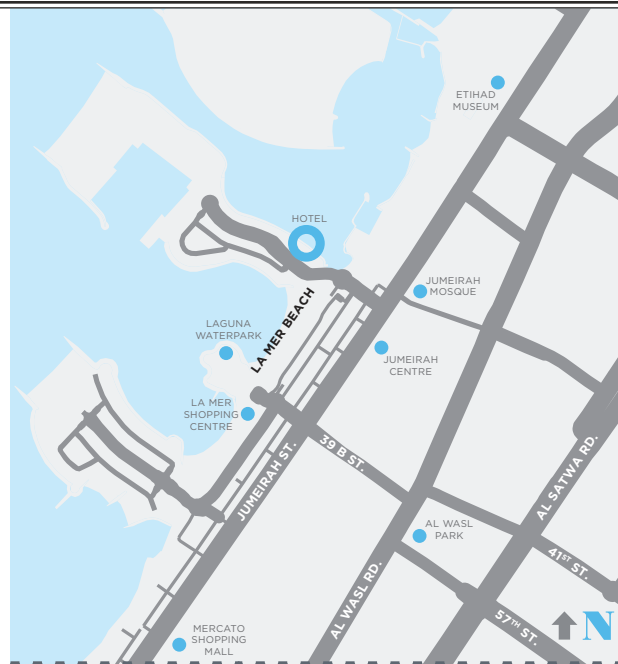 ETIHAD
MUSEUM
HOTEL
JUMEIRAH
MOSQUE
LA MER BEACH
LAGUNA
WATERPARK
JUMEIRAH
CENTRE
LA MER
SHOPPING
CENTRE
39 B ST.
JUMEIRAH ST.
AL SATWA RD.
AL WASL
PARK
41ST ST.
AL WASL RD.
57TH ST.
N
MERCATO
SHOPPING
MALL